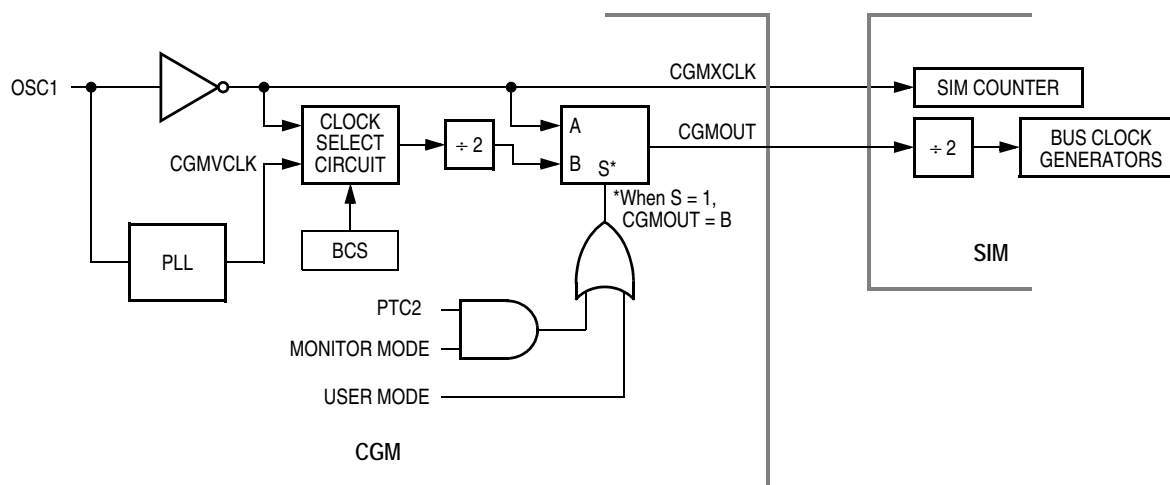 OSC1
CGMXCLK
SIM COUNTER
CLOCK
SELECT
CIRCUIT
÷ 2
A
B
S*
CGMOUT
÷ 2
BUS CLOCK
GENERATORS
CGMVCLK
*When S = 1,
CGMOUT = B
BCS
PLL
SIM
PTC2
MONITOR MODE
USER MODE
CGM